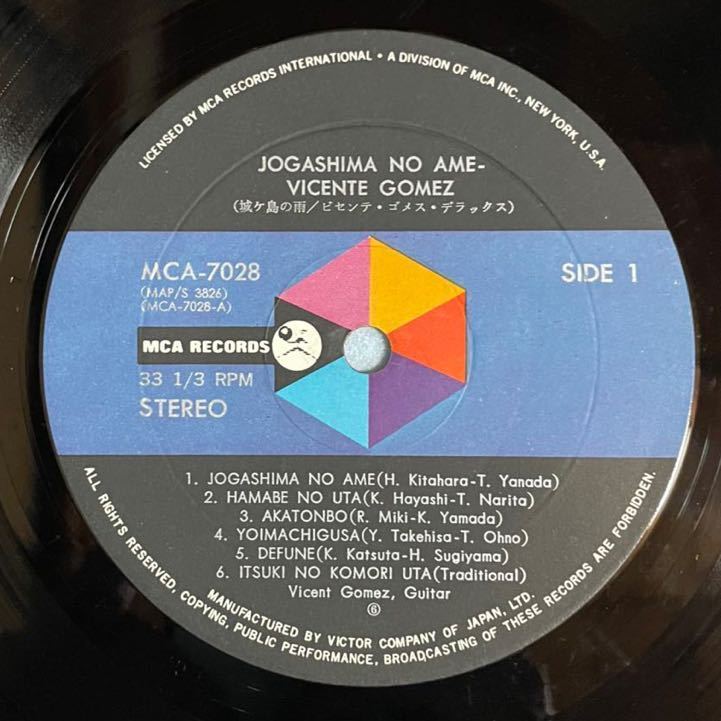 LICENSED BY MCA RECORDS INTERNATIONAL • A DIVISION OF MCA INC., NEW YORK, U.S.A.
JOGASHIMA NO AME-
VICENTE GOMEZ
(城ケ島の雨/ビセンテ・ゴメス・デラックス)
MCA-7028
(MAP/S 3826)
(MCA-7028-A)
SIDE 1
MCA RECORDS
33 1/3 RPM
STEREO
1. JOGASHIMA NO AME(H. Kitahara-T. Yanada)
2. HAMABE NO UTA(K. Hayashi-T. Narita)
3. AKATONBO(R. Miki-K. Yamada)
4. YOIMACHIGUSA(Y. Takehisa-T. Ohno)
5. DEFUNE(K. Katsuta-H. Sugiyama)
6. ITSUKI NO KOMORI UTA(Traditional)
Vicent Gomez, Guitar
⑥
MANUFACTURED BY VICTOR COMPANY OF JAPAN, LTD.
ALL RIGHTS RESERVED, COPYING, PUBLIC PERFORMANCE, BROADCASTING OF THESE RECORDS ARE FORBIDDEN.